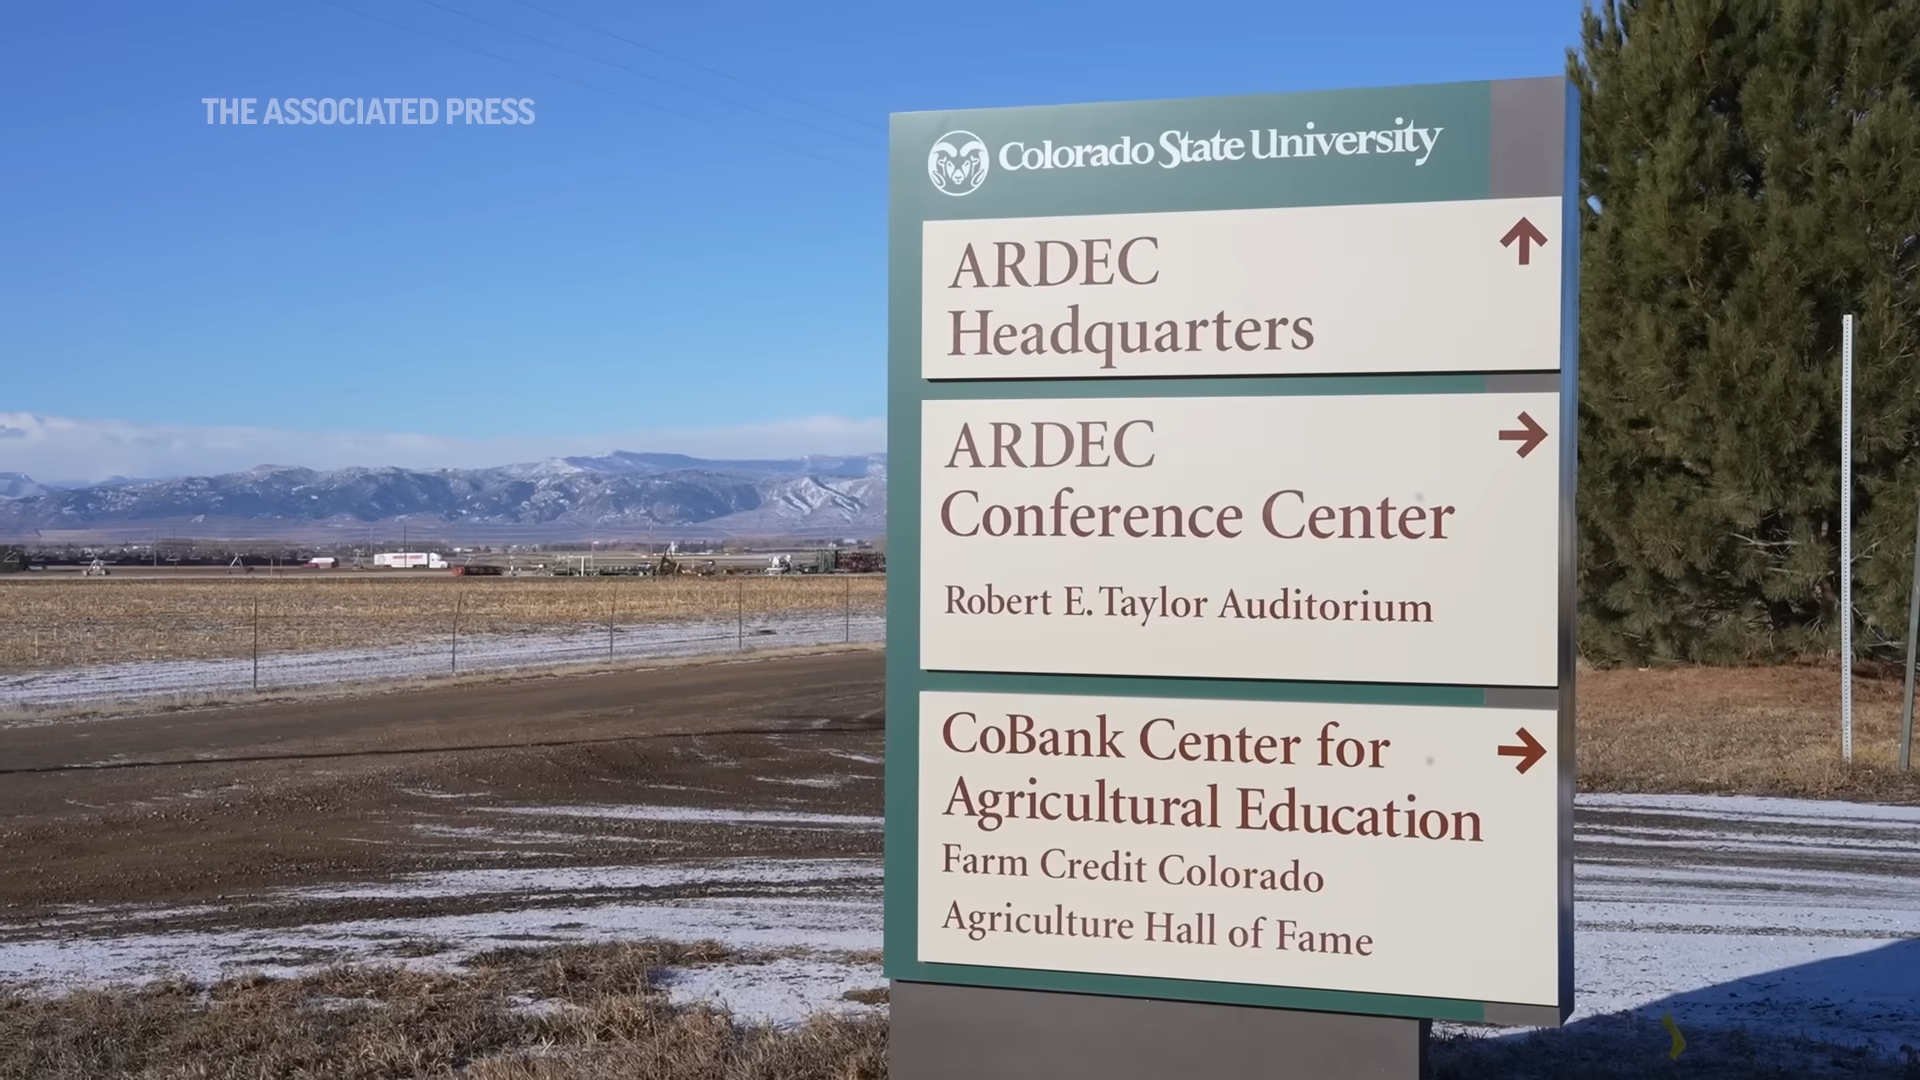 THE ASSOCIATED PRESS
Colorado State University
ARDEC
Headquarters
ARDEC
Conference Center
Robert E. Taylor Auditorium
CoBank Center for
Agricultural Education
Farm Credit Colorado
Agriculture Hall of Fame